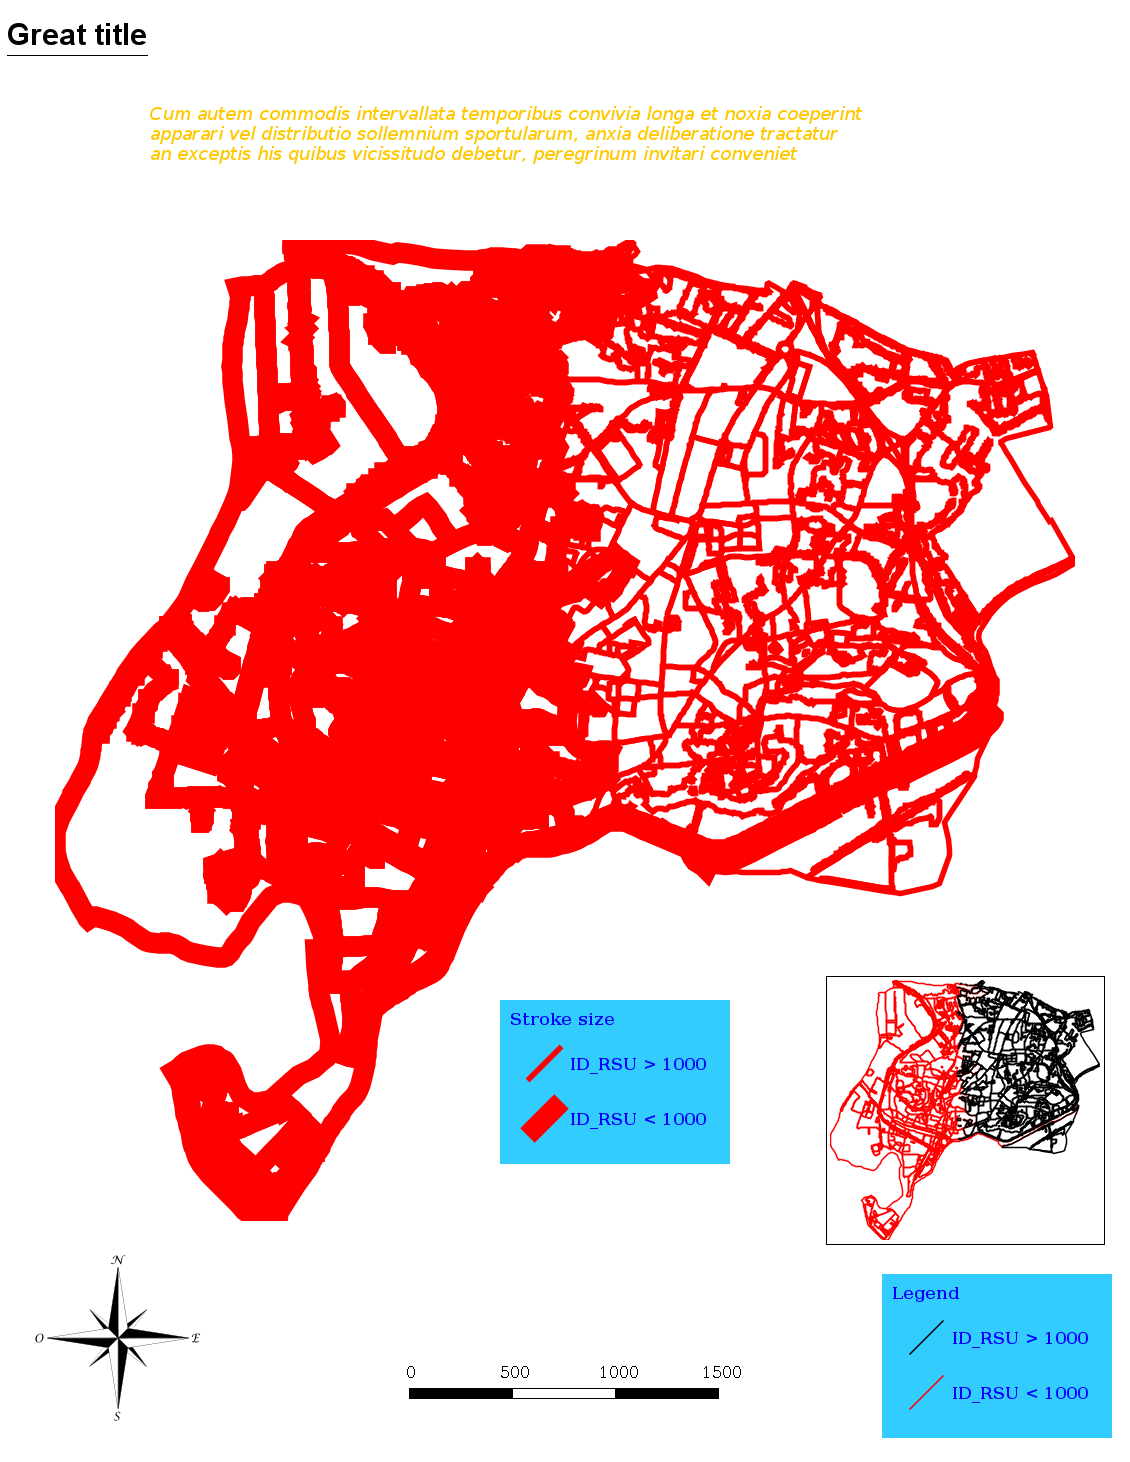 Great title
Cum autem commodis intervallata temporibus convivia longa et noxia coeperint
apparari vel distributio sollemnium sportularum, anxia deliberatione tractatur
an exceptis his quibus vicissitudo debetur, peregrinum invitari conveniet
Stroke size
ID_RSU > 1000
ID_RSU < 1000
N
O
E
S
0 500 1000 1500
Legend
ID_RSU > 1000
ID_RSU < 1000